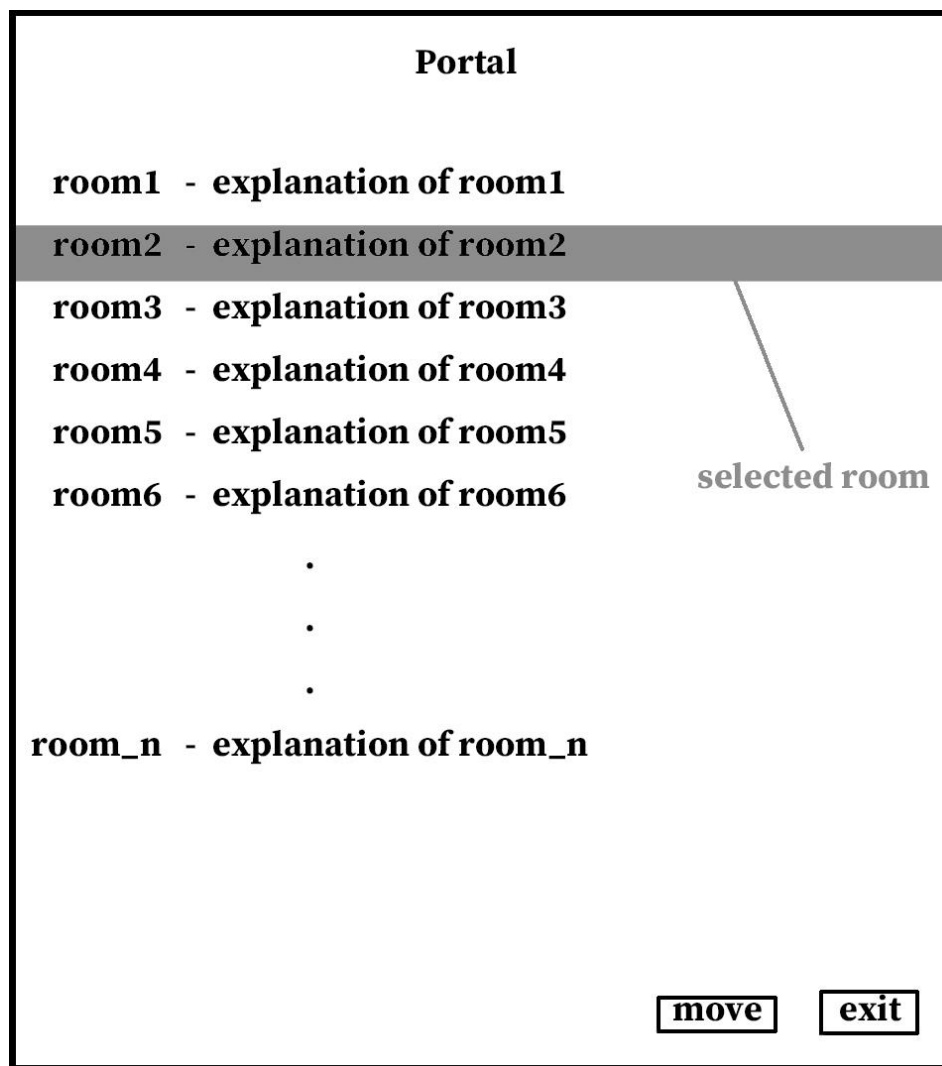 Portal
room1 - explanation of room1
room2 - explanation of room2
room3 - explanation of room3
room4 - explanation of room4
room5 - explanation of room5
room6 - explanation of room6
selected room
.
.
.
room_n - explanation of room_n
move exit